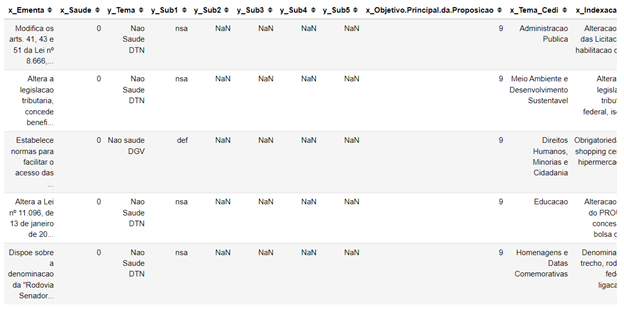 x_Ementa x_Saude y_Tema y_Sub1 y_Sub2 y_Sub3 y_Sub4 y_Sub5 x_Objetivo.Principal.da.Proposicao x_Tema_Cedi x_Indexaca
Modifica os 0 Nao nsa NaN NaN NaN NaN 9 Administracao Alteracao
arts. 41, 43 e Saude Publica das Licitac
51 da Lei nº DTN habilitacao
8.666,...
Altera a 0 Nao nsa NaN NaN NaN NaN 9 Meio Ambiente e Altera
legislacao Saude Desenvolvimento legisla
tributaria, DTN Sustentavel tribut
concede federal, is
benefi...
Estabelece 0 Nao saude def NaN NaN NaN NaN 9 Direitos Obrigatoried
normas para DGV Humanos, shopping ce
facilitar o Minorias e hipermerca
acesso das Cidadania
...
Altera a Lei 0 Nao nsa NaN NaN NaN NaN 9 Educacao Alteracao
nº 11.096, de Saude do PROU
13 de janeiro DTN conces
de 20... bolsa
Dispoe sobre 0 Nao nsa NaN NaN NaN NaN 9 Homenagens e Denomina
a Saude Datas trecho, rod
denominacao DTN Comemorativas fede
da "Rodovia ligaca
Senador...